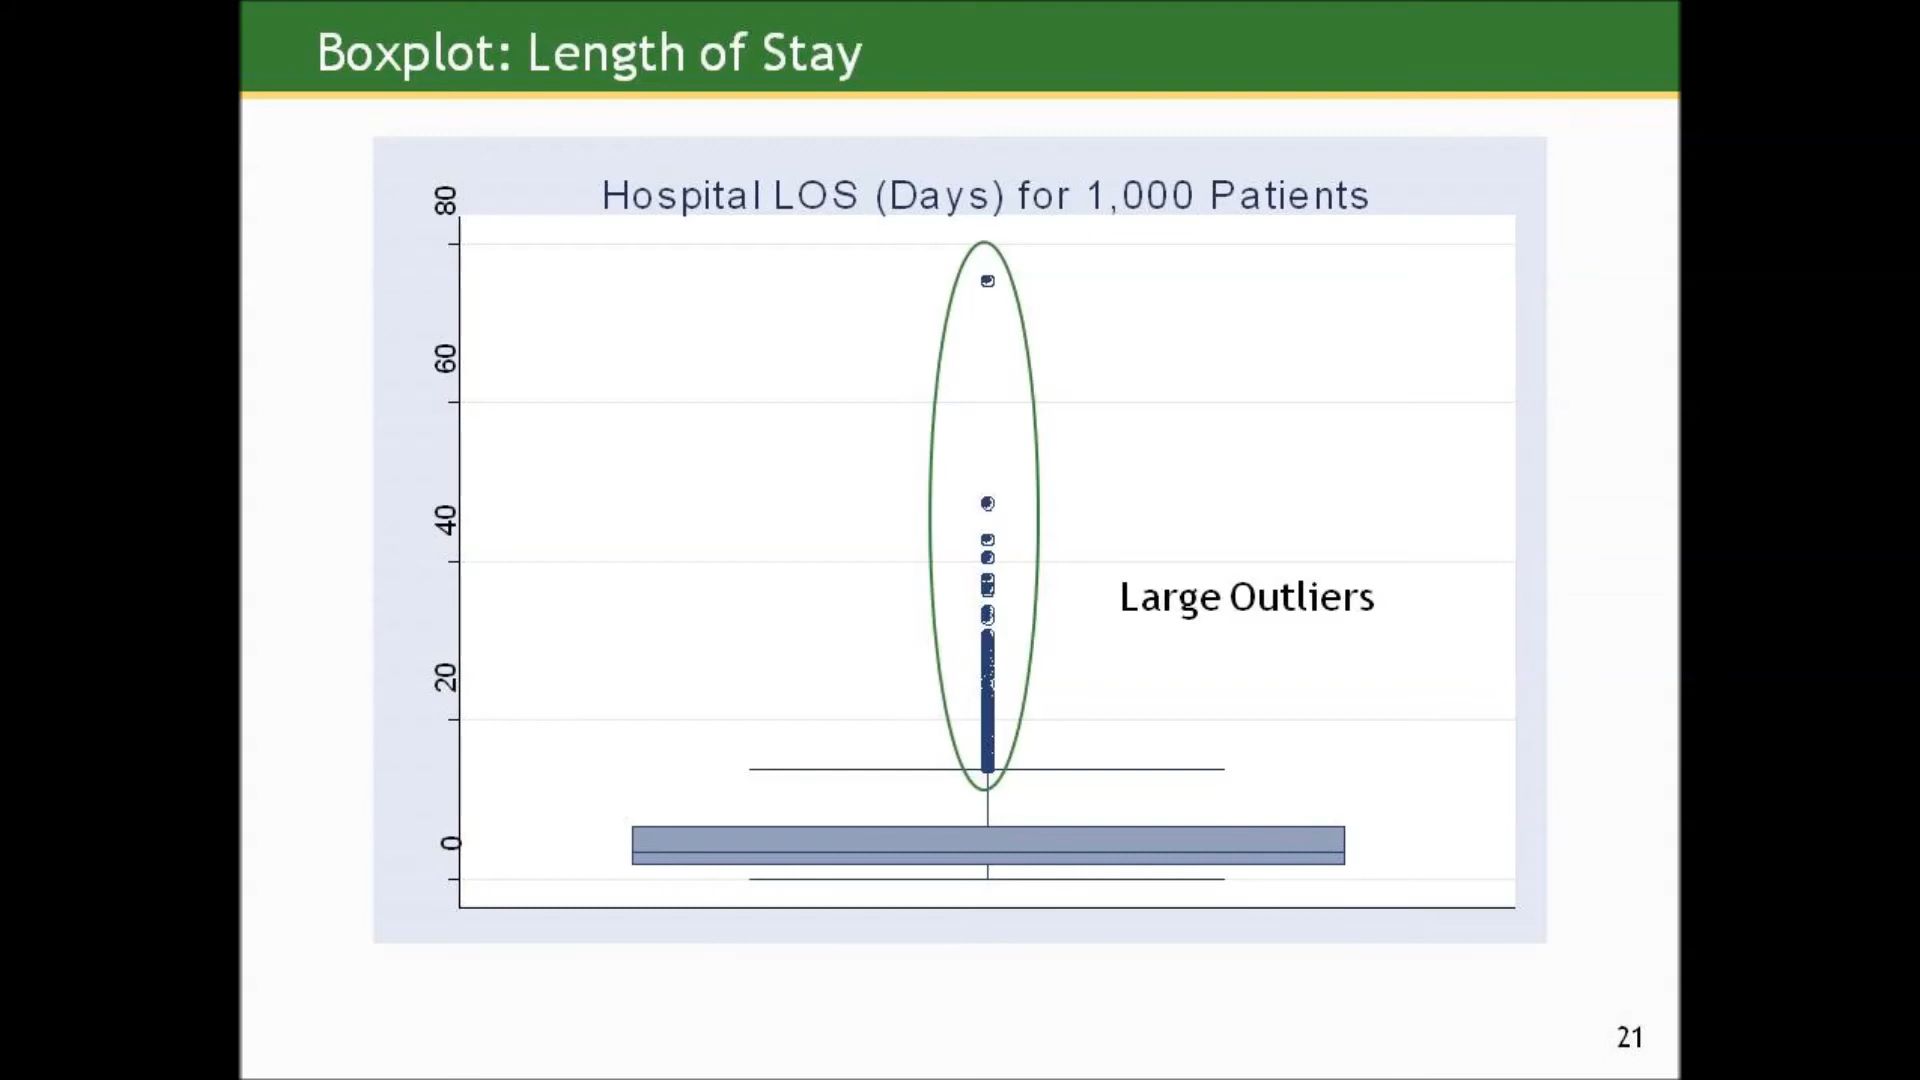 Boxplot: Length of Stay
Hospital LOS (Days) for 1,000 Patients
80
60
40
20
0
Large Outliers
21